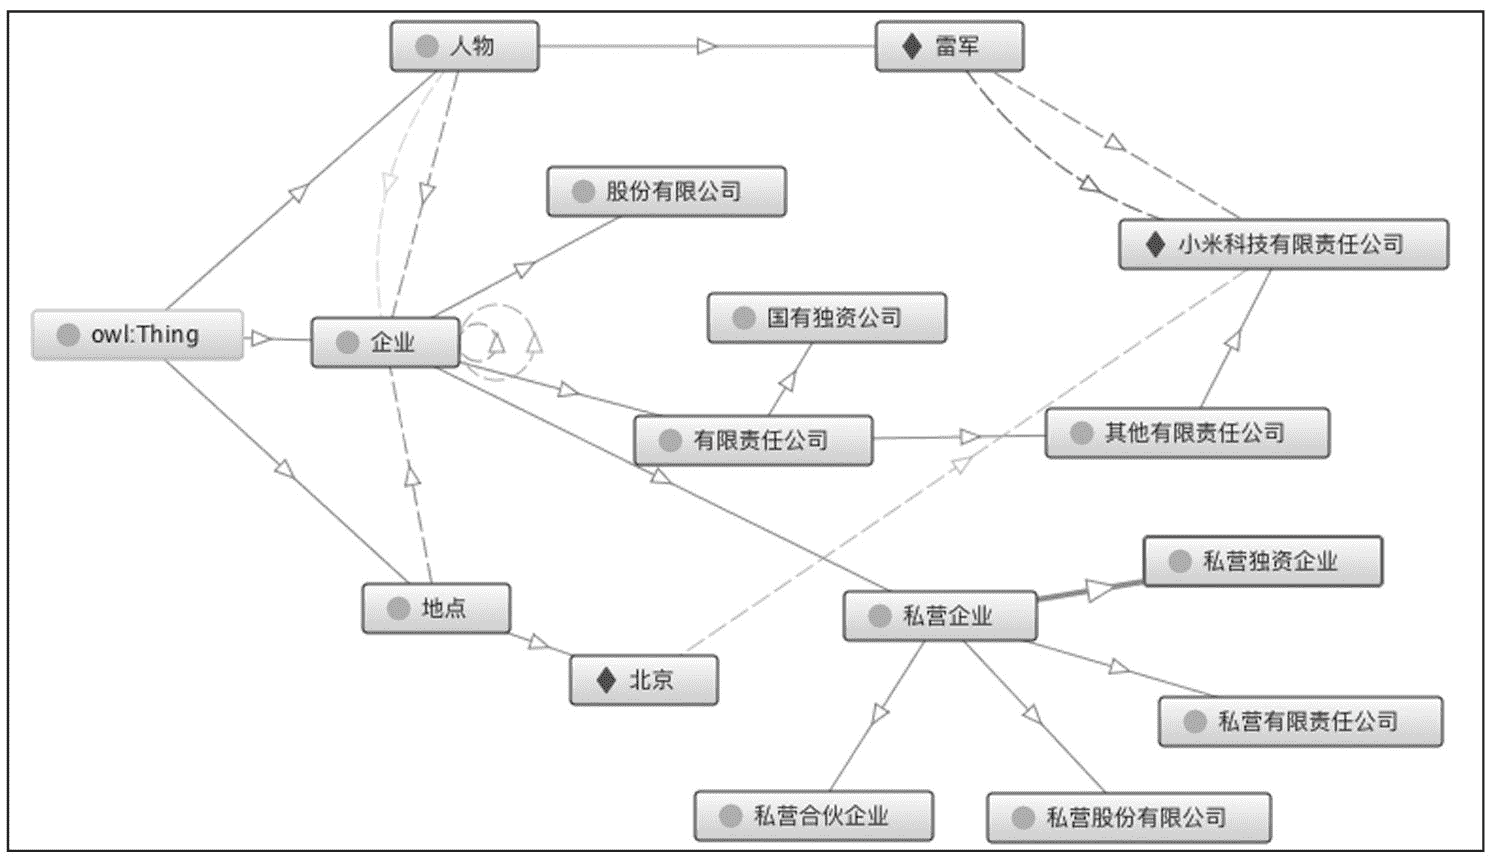 人物
雷军
股份有限公司
小米科技有限责任公司
国有独资公司
owl:Thing
企业
有限责任公司
其他有限责任公司
私营独资企业
地点
私营企业
北京
私营有限责任公司
私营合伙企业
私营股份有限公司